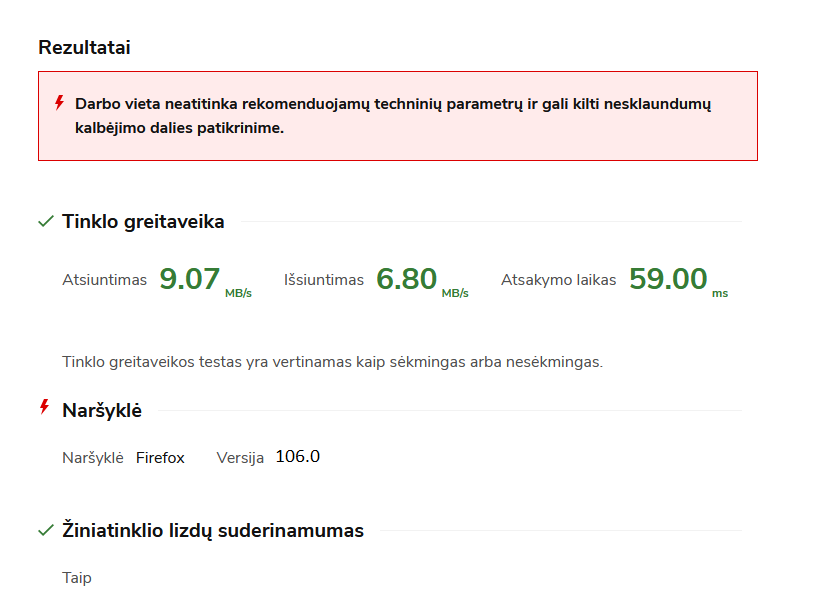 Rezultatai
Darbo vieta neatitinka rekomenduojamų techninių parametrų ir gali kilti nesklaundumų
kalbėjimo dalies patikrinime.
Tinklo greitaveika
Atsiuntimas 9.07 MB/s Išsiuntimas 6.80 MB/s Atsakymo laikas 59.00 ms
Tinklo greitaveikos testas yra vertinamas kaip sėkmingas arba nesėkmingas.
Naršyklė
Naršyklė Firefox Versija 106.0
Žiniatinklio lizdų suderinamumas
Taip